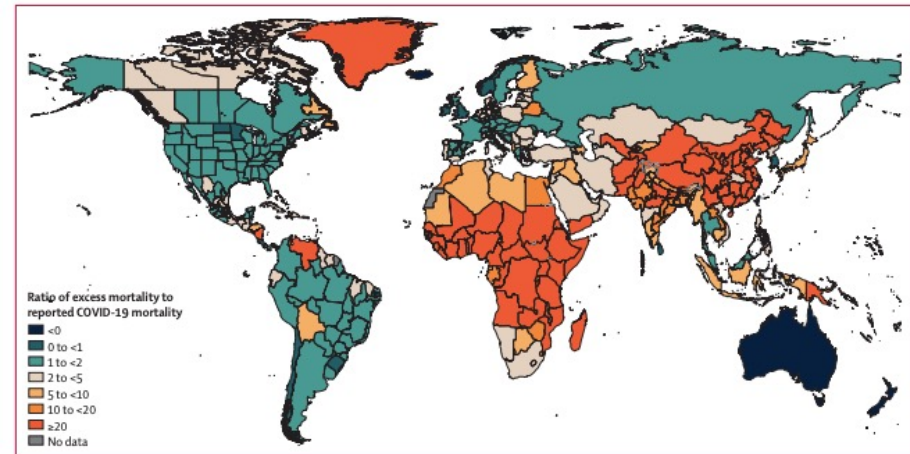 Ratio of excess mortality to
reported COVID-19 mortality
<0
0 to <1
1 to <2
2 to <5
5 to <10
10 to <20
≥20
No data